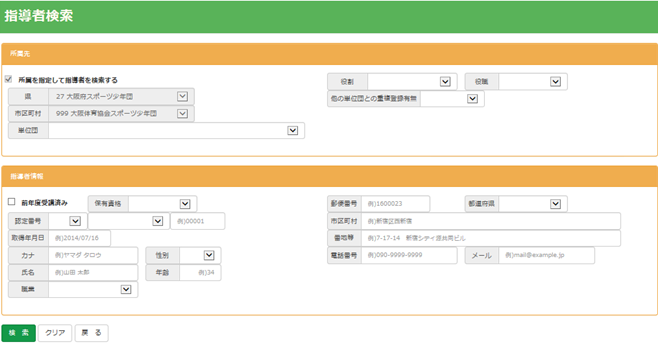 指導者検索
所属先
所属を指定して指導者を検索する
役割
役職
県 27 大阪府スポーツ少年団
他の単位団との重複登録有無
市区町村 999 大阪体育協会スポーツ少年団
単位団
指導者情報
前年度受講済み 保有資格
郵便番号 例)1600023 都道府県
認定番号 例)00001
市区町村 例)新宿区西新宿
取得年月日 例)2014/07/16
番地等 例)7-17-14 新宿シティ源共同ビル
カナ 例)ヤマダ タロウ 性別
電話番号 例)090-9999-9999 メール 例)mail@example.jp
氏名 例)山田 太郎 年齢 例)34
職業
検 索 クリア 戻 る